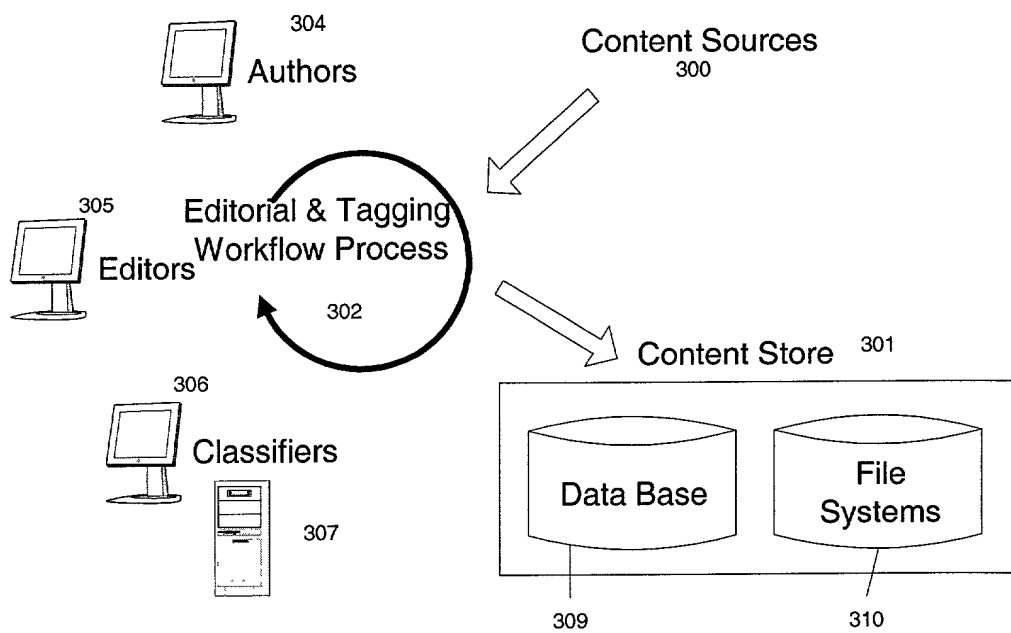 304
Authors
Content Sources
300
305
Editors
Editorial & Tagging
Workflow Process
302
Content Store 301
306
Classifiers
307
Data Base
File
Systems
309
310